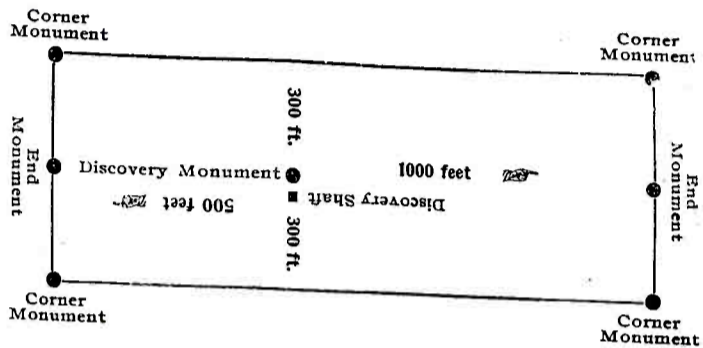 Corner
Monument
Corner
Monument
300 ft.
End
Monument
Discovery Monument
1000 feet
End
Monument
500 feet
Discovery Shaft
300 ft.
Corner
Monument
Corner
Monument